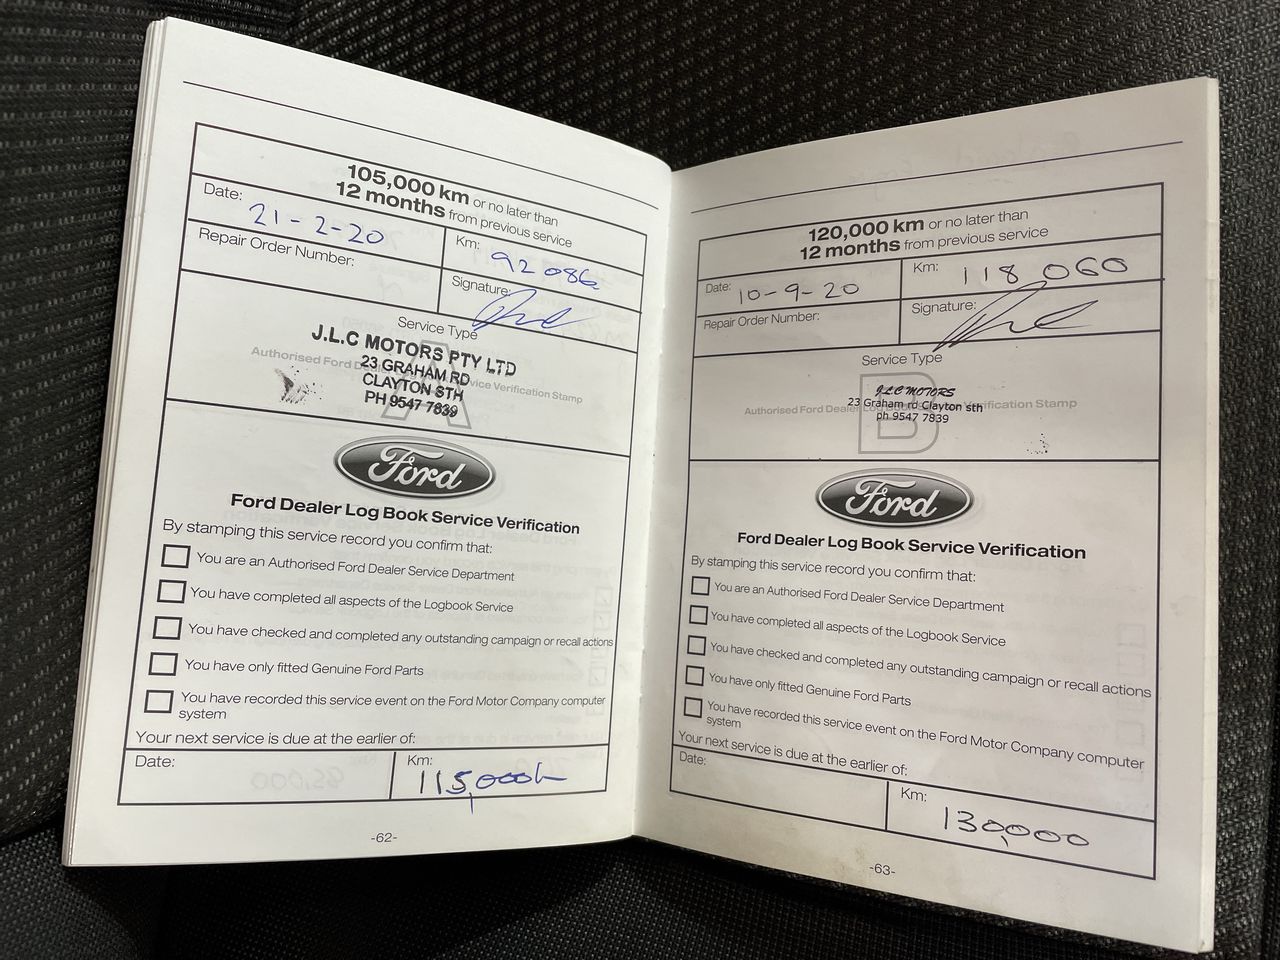 105,000 km or no later than
12 months from previous service
Date: 21-2-20
Km: 92086
Repair Order Number:
Signature:
Service Type
A
Authorised Ford Dealer Log Book Service Verification Stamp
J.L.C MOTORS PTY LTD
23 GRAHAM RD
CLAYTON STH
PH 9547 7839
Ford
Ford Dealer Log Book Service Verification
By stamping this service record you confirm that:
You are an Authorised Ford Dealer Service Department
You have completed all aspects of the Logbook Service
You have checked and completed any outstanding campaign or recall actions
You have only fitted Genuine Ford Parts
You have recorded this service event on the Ford Motor Company computer
system
Your next service is due at the earlier of:
Date:
Km: 115,000k
-62-
120,000 km or no later than
12 months from previous service
Date: 10-9-20
Km: 118060
Repair Order Number:
Signature:
Service Type
B
Authorised Ford Dealer Log Book Service Verification Stamp
JLC MOTORS
23 Graham rd Clayton sth
ph 9547 7839
Ford
Ford Dealer Log Book Service Verification
By stamping this service record you confirm that:
You are an Authorised Ford Dealer Service Department
You have completed all aspects of the Logbook Service
You have checked and completed any outstanding campaign or recall actions
You have only fitted Genuine Ford Parts
You have recorded this service event on the Ford Motor Company computer
system
Your next service is due at the earlier of:
Date:
Km: 130,000
-63-